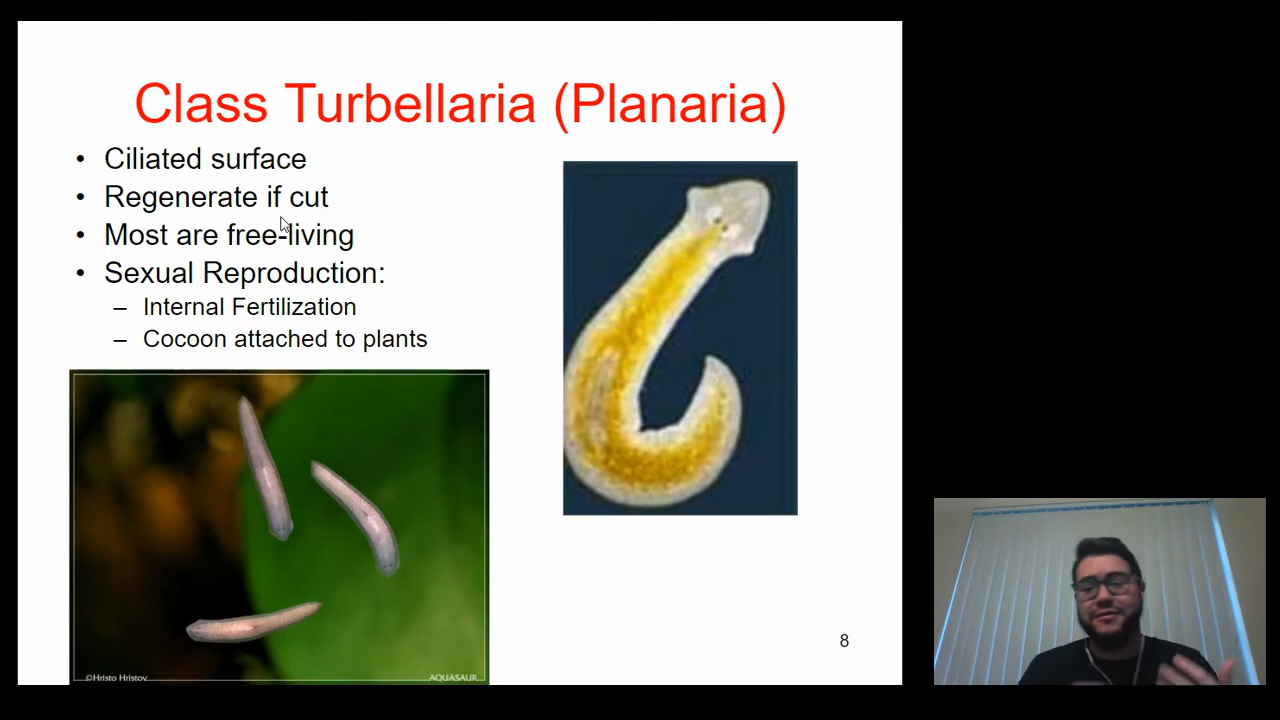 Class Turbellaria (Planaria)
• Ciliated surface
• Regenerate if cut
• Most are free-living
• Sexual Reproduction:
– Internal Fertilization
– Cocoon attached to plants
©Hristo Hristov
AQUASAUR
8